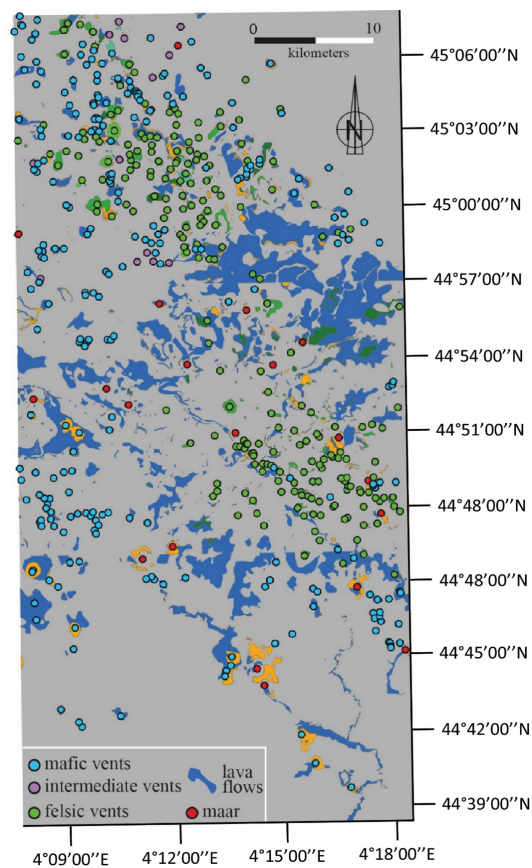 0 10
kilometers
N
45°06′00″N
45°03′00″N
45°00′00″N
44°57′00″N
44°54′00″N
44°51′00″N
44°48′00″N
44°48′00″N
44°45′00″N
44°42′00″N
44°39′00″N
mafic vents
intermediate vents
felsic vents
lava
flows
maar
4°09′00″E 4°12′00″E 4°15′00″E 4°18′00″E